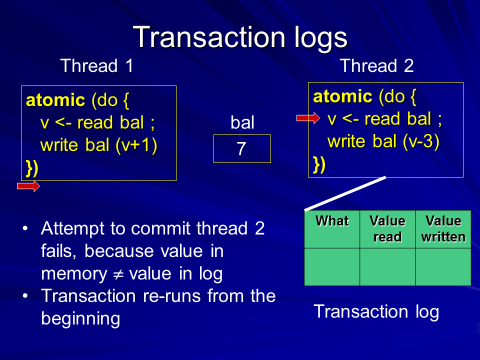 Transaction logs
Thread 1
atomic (do {
v <- read bal ;
write bal (v+1)
})
bal
7
Thread 2
atomic (do {
v <- read bal ;
write bal (v-3)
})
• Attempt to commit thread 2
fails, because value in
memory ≠ value in log
• Transaction re-runs from the
beginning
What Value read Value written
Transaction log